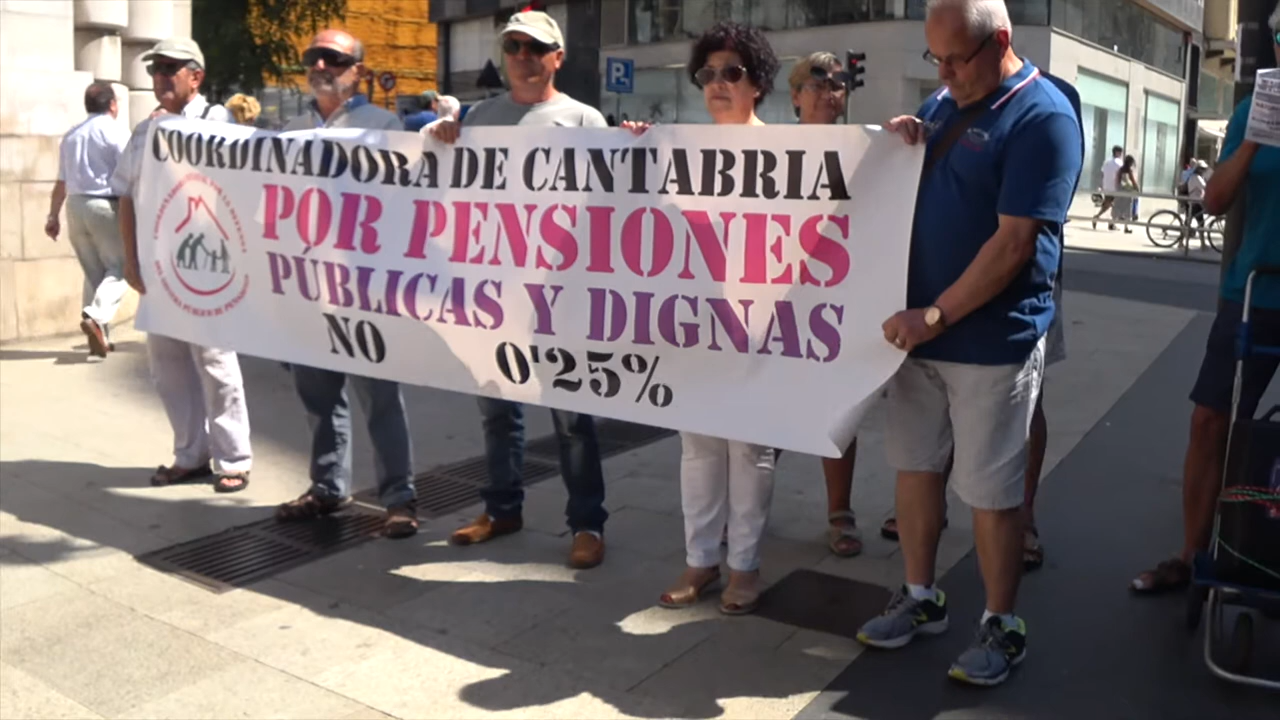 COORDINADORA DE CANTABRIA
POR PENSIONES
PÚBLICAS Y DIGNAS
NO 0'25%
P